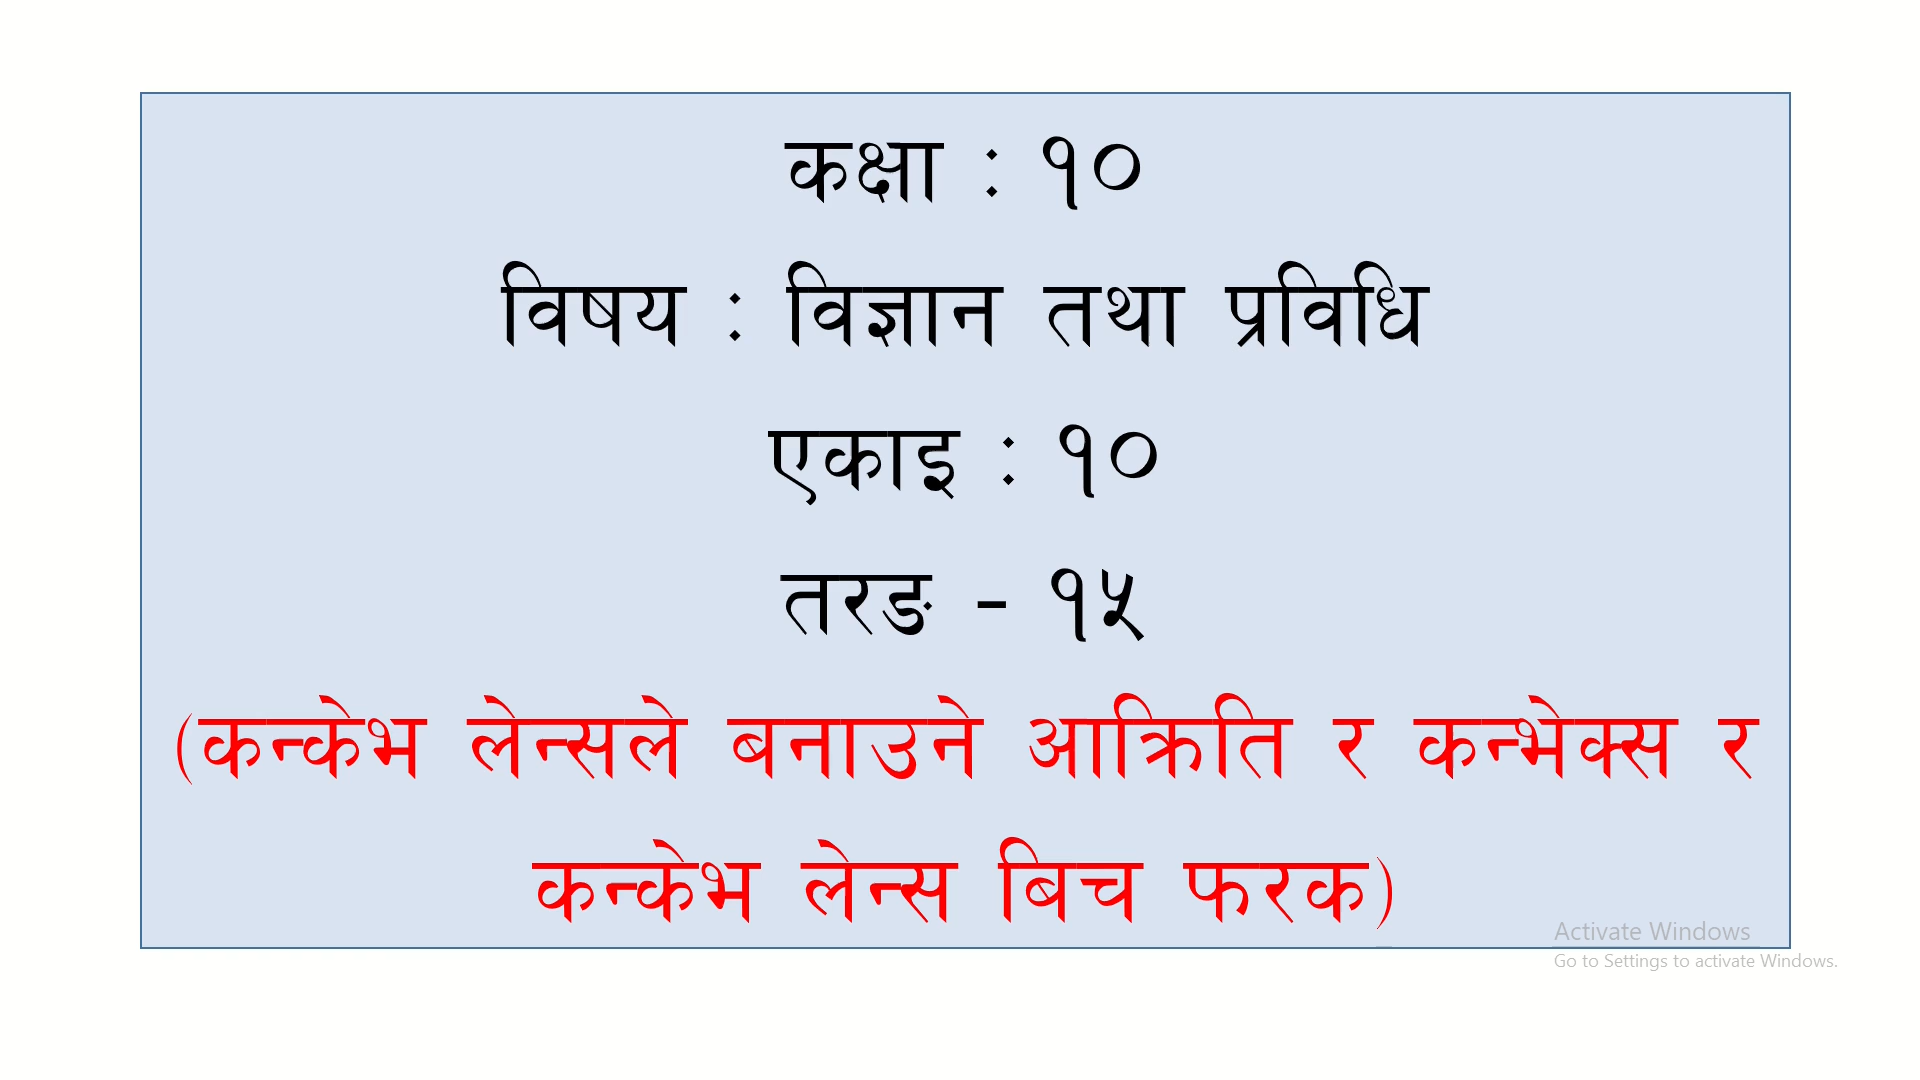 कक्षा : १०
विषय : विज्ञान तथा प्रविधि
एकाइ : १०
तरङ - १५
(कन्केभ लेन्सले बनाउने आक्रिति र कन्भेक्स र
कन्केभ लेन्स बिच फरक)
Activate Windows
Go to Settings to activate Windows.